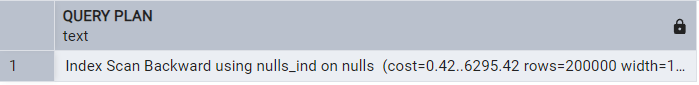 QUERY PLAN
text
1 Index Scan Backward using nulls_ind on nulls (cost=0.42..6295.42 rows=200000 width=1...